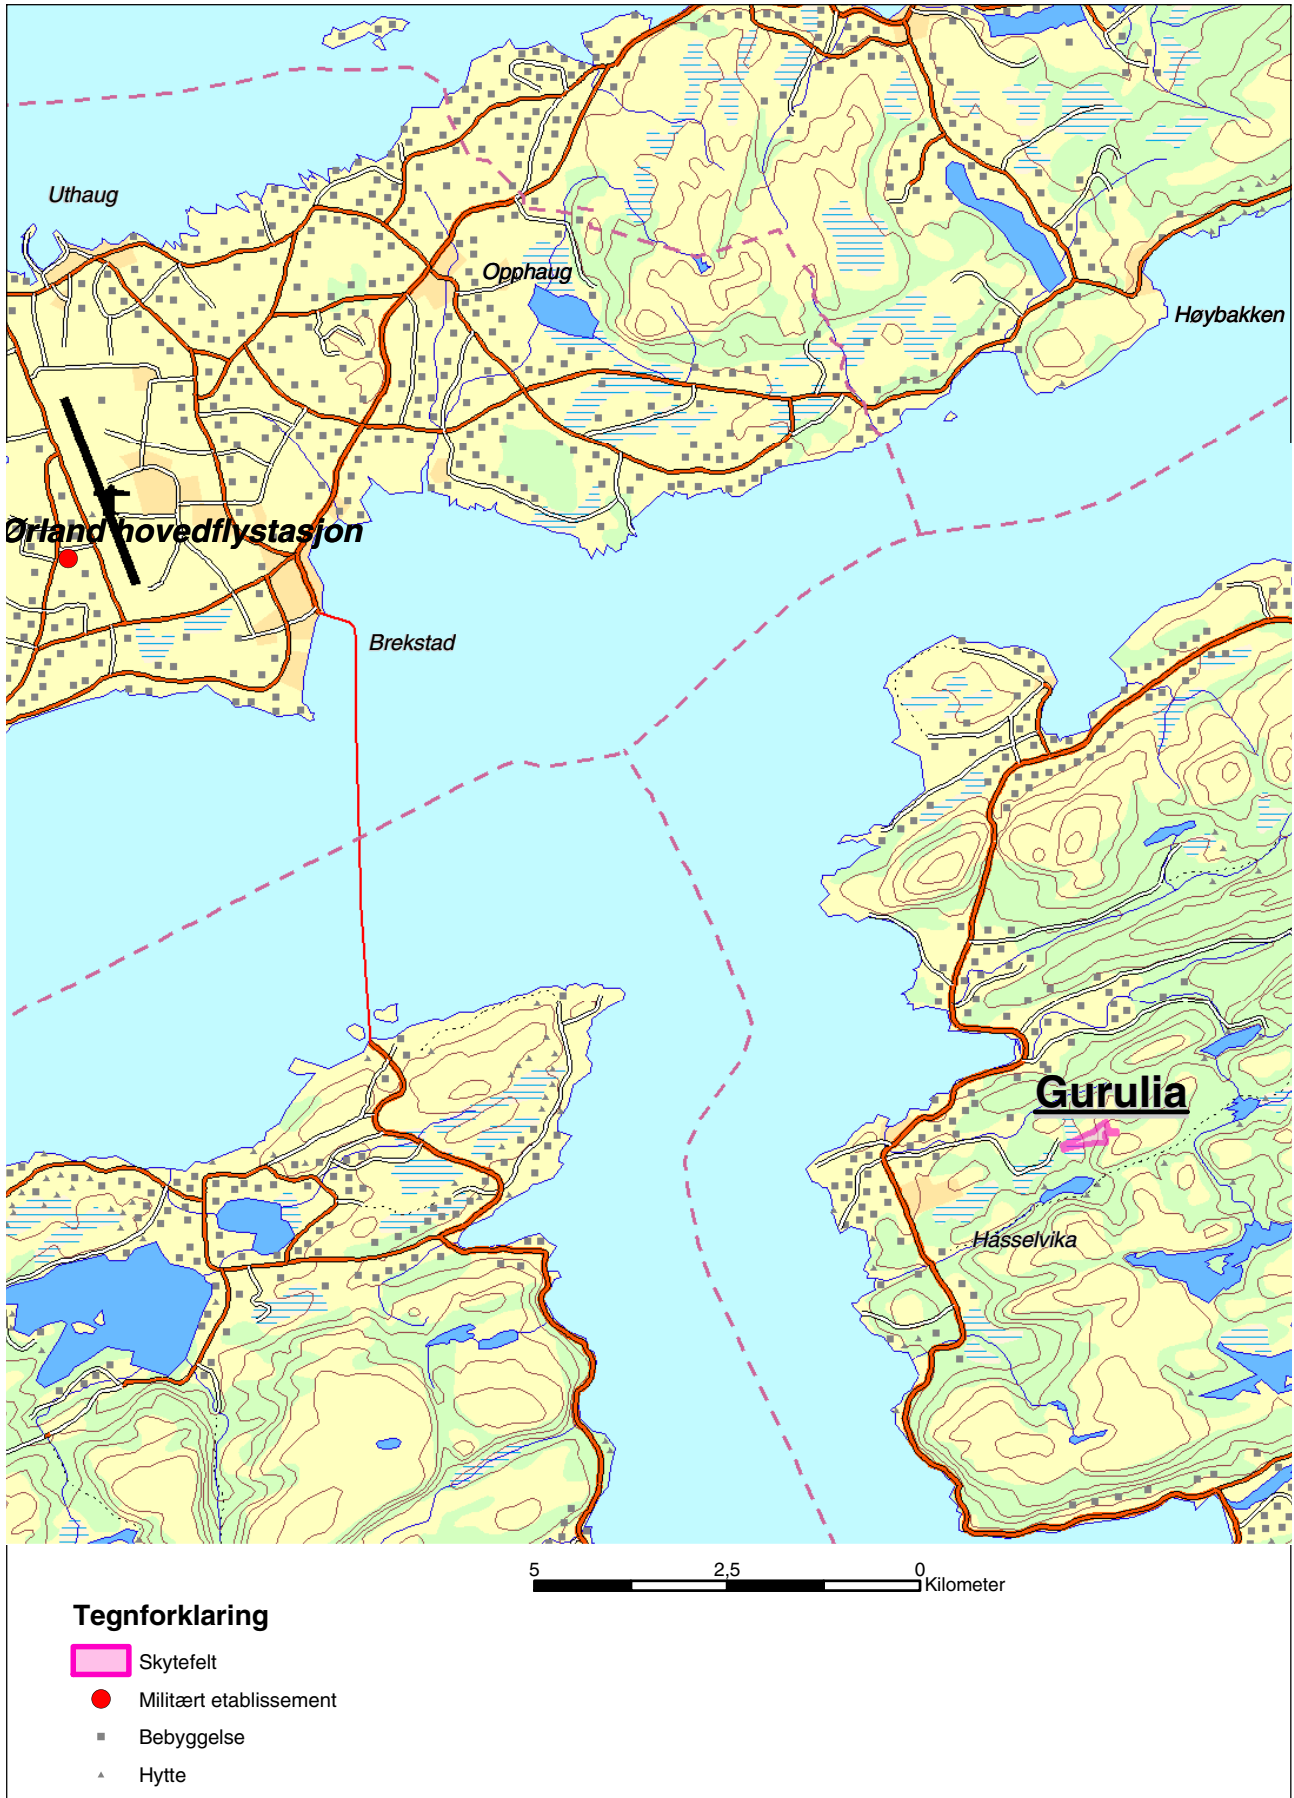 Uthaug
Opphaug
Høybakken
Ørland hovedflystasjon
Brekstad
Gurulia
Hasselvika
5 2,5 0
Kilometer
Tegnforklaring
Skytefelt
Militært etablissement
Bebyggelse
Hytte